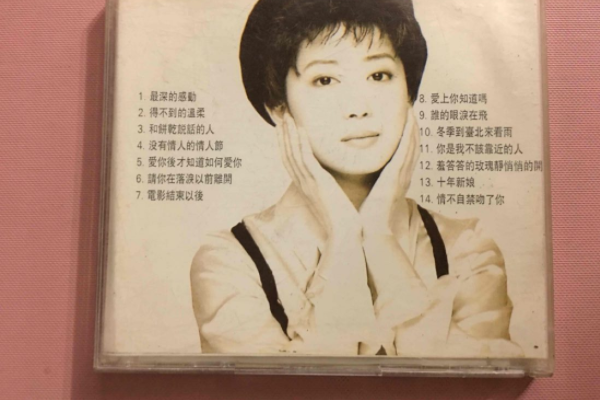 1. 最深的感動
2. 得不到的溫柔
3. 和餅乾說話的人
4. 没有情人的情人節
5. 愛你後才知道如何愛你
6. 請你在落淚以前離開
7. 電影結束以後
8. 愛上你知道嗎
9. 誰的眼淚在飛
10. 冬季到臺北來看雨
11. 你是我不該靠近的人
12. 羞答答的玫瑰靜悄悄的開
13. 十年新娘
14. 情不自禁吻了你